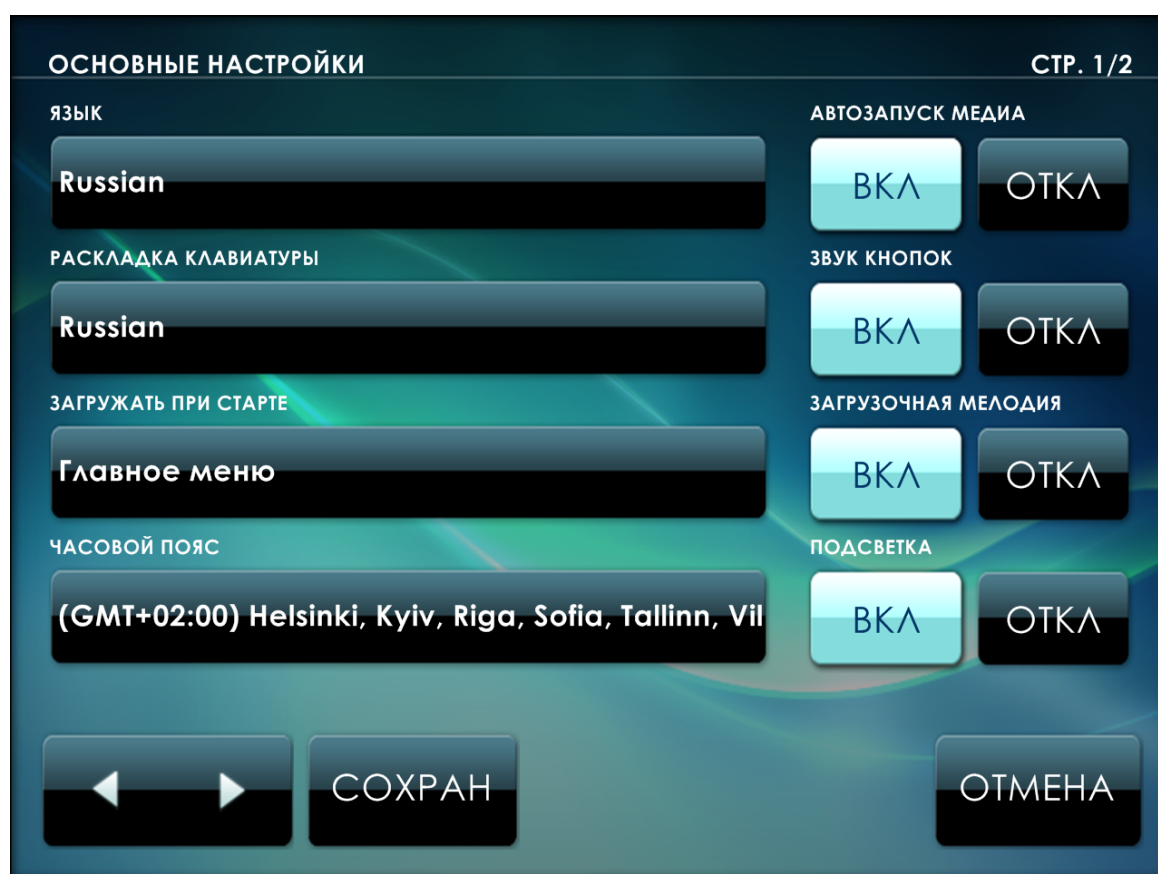 ОСНОВНЫЕ НАСТРОЙКИ СТР. 1/2
ЯЗЫК АВТОЗАПУСК МЕДИА
Russian ВКЛ ОТКЛ
РАСКЛАДКА КЛАВИАТУРЫ ЗВУК КНОПОК
Russian ВКЛ ОТКЛ
ЗАГРУЖАТЬ ПРИ СТАРТЕ ЗАГРУЗОЧНАЯ МЕЛОДИЯ
Главное меню ВКЛ ОТКЛ
ЧАСОВОЙ ПОЯС ПОДСВЕТКА
(GMT+02:00) Helsinki, Kyiv, Riga, Sofia, Tallinn, Vil ВКЛ ОТКЛ
СОХРАН ОТМЕНА